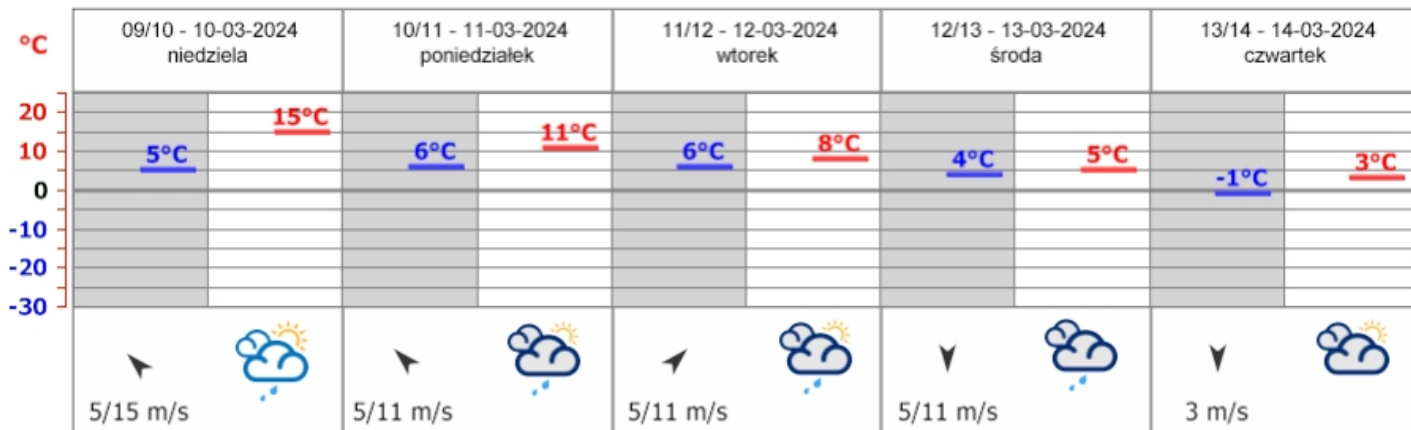 °C
09/10 - 10-03-2024
niedziela
10/11 - 11-03-2024
poniedziałek
11/12 - 12-03-2024
wtorek
12/13 - 13-03-2024
środa
13/14 - 14-03-2024
czwartek
20
10
0
-10
-20
-30
5°C
15°C
6°C
11°C
6°C
8°C
4°C
5°C
-1°C
3°C
5/15 m/s
5/11 m/s
5/11 m/s
5/11 m/s
3 m/s